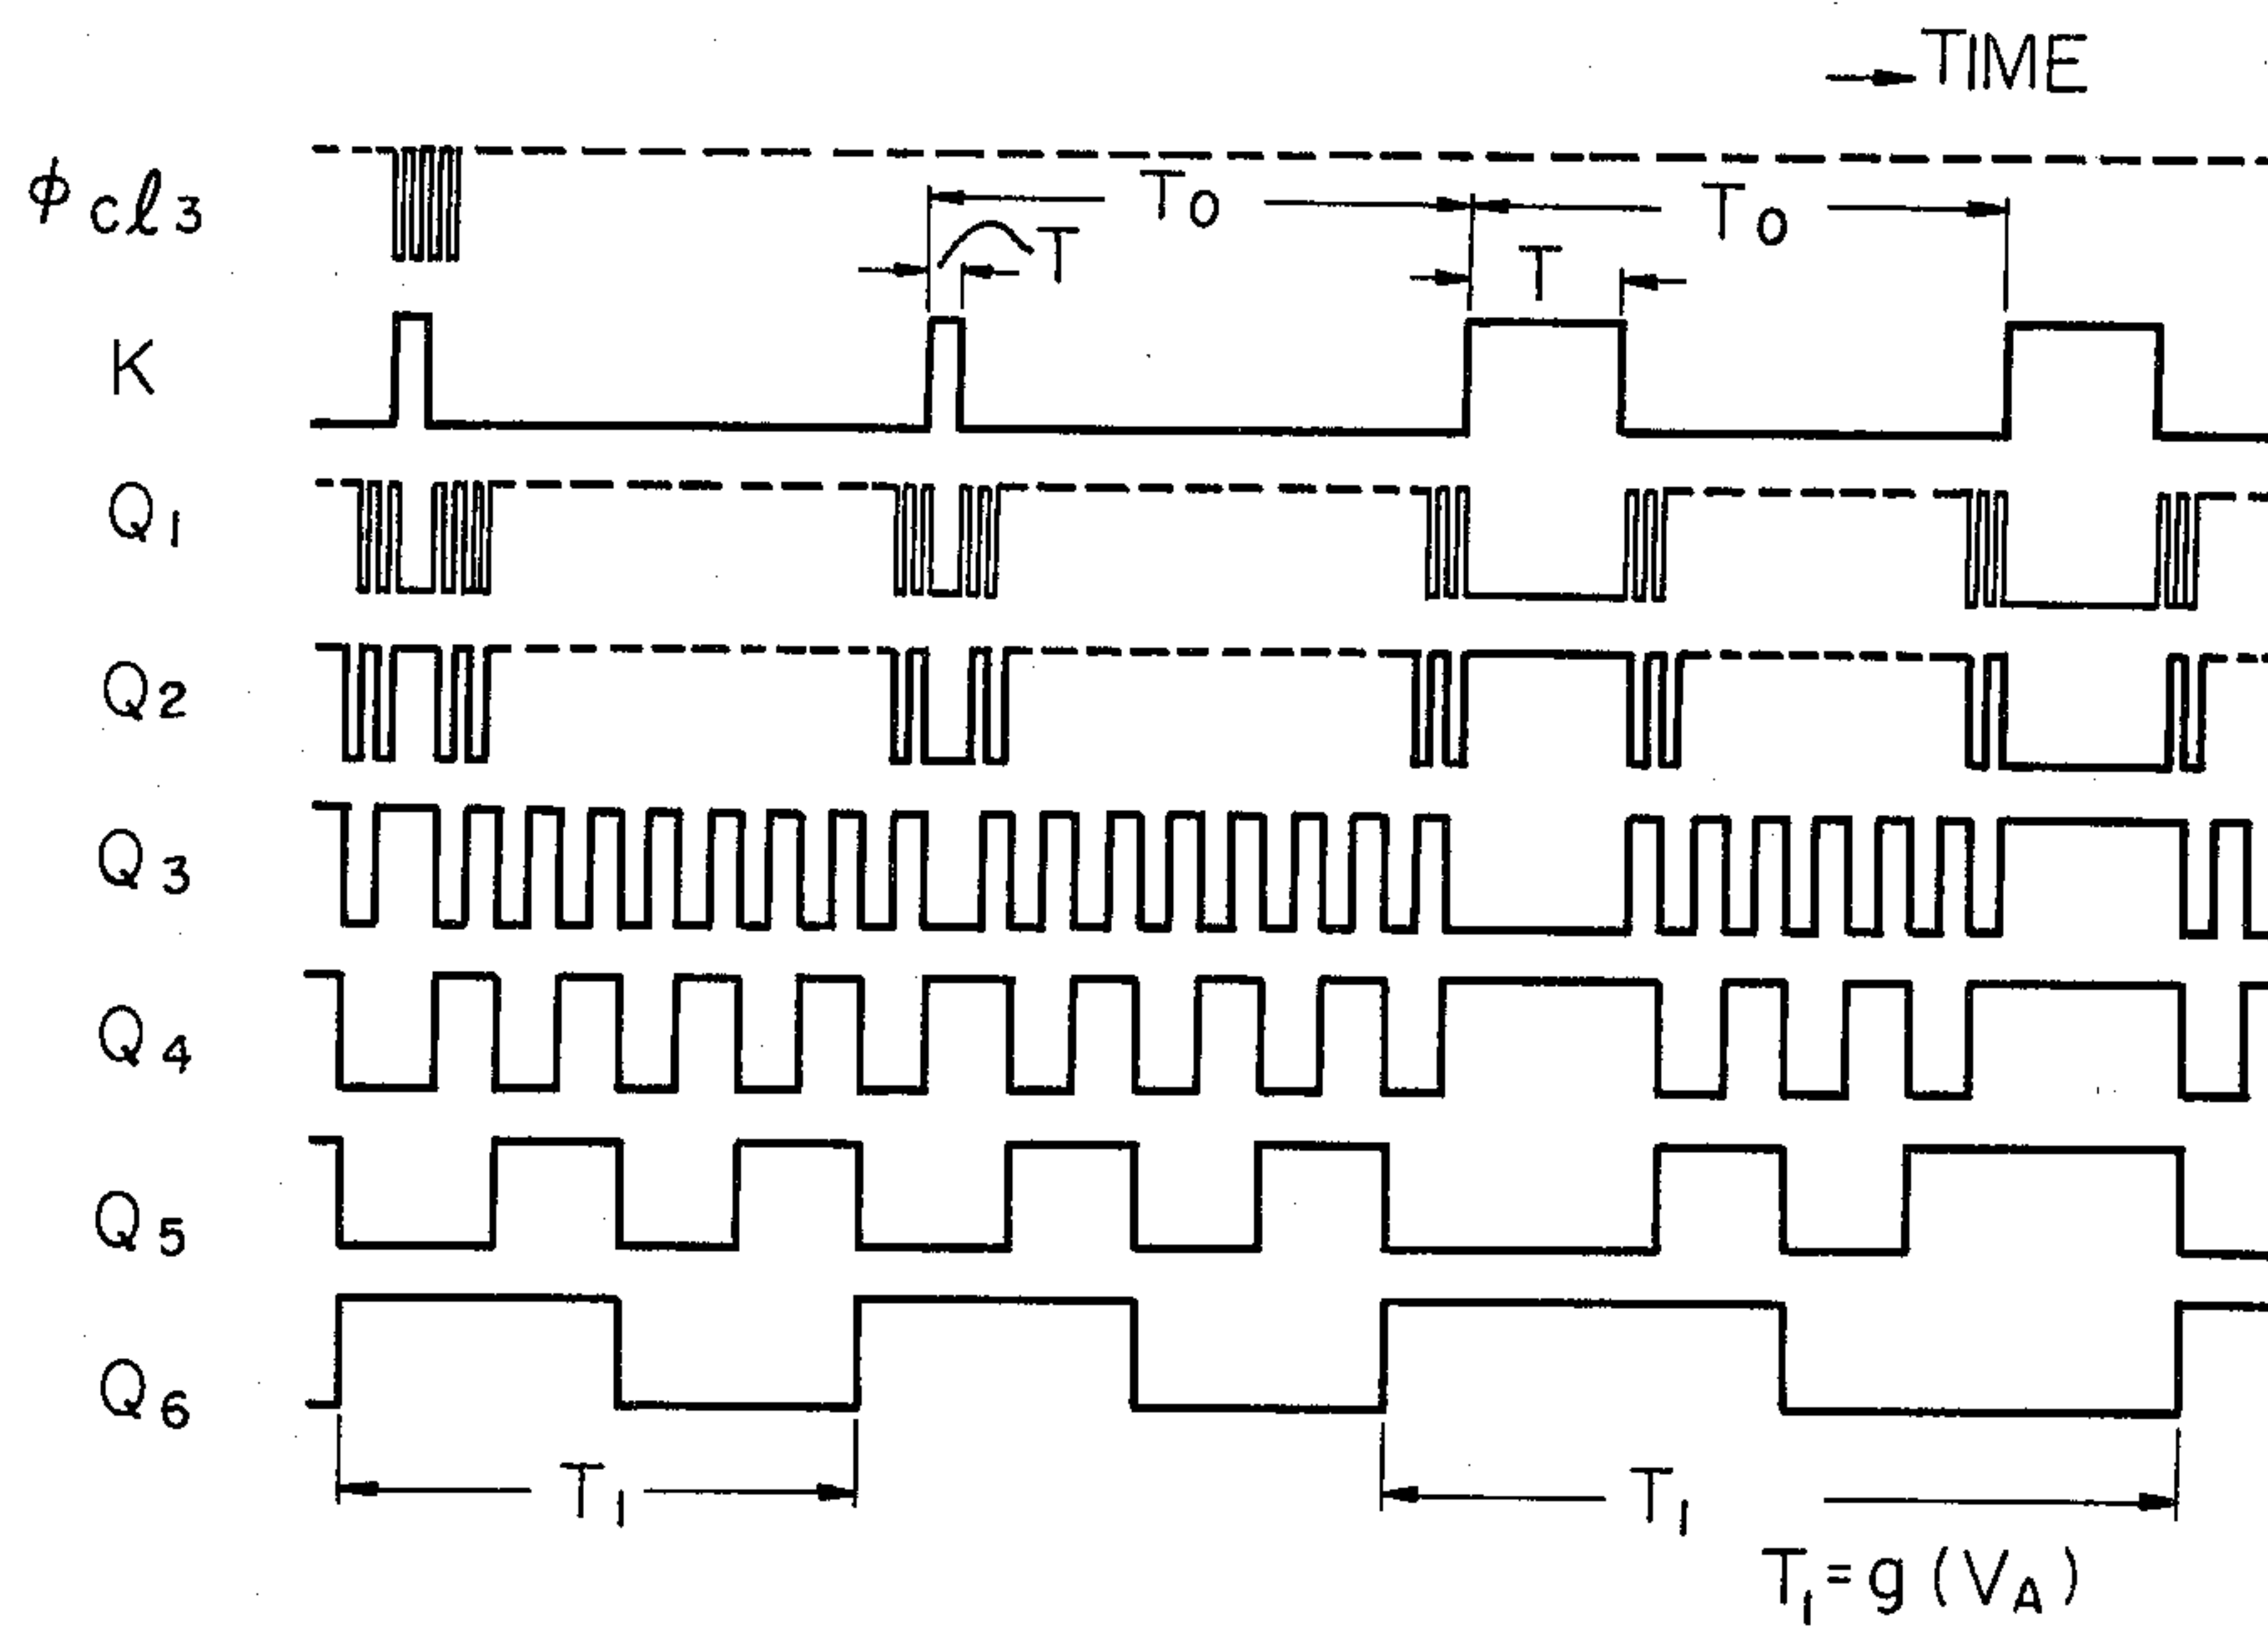 TIME
ϕcℓ3
To To
T T
K
Q1
Q2
Q3
Q4
Q5
Q6
T1 T1
T1=g(VA)